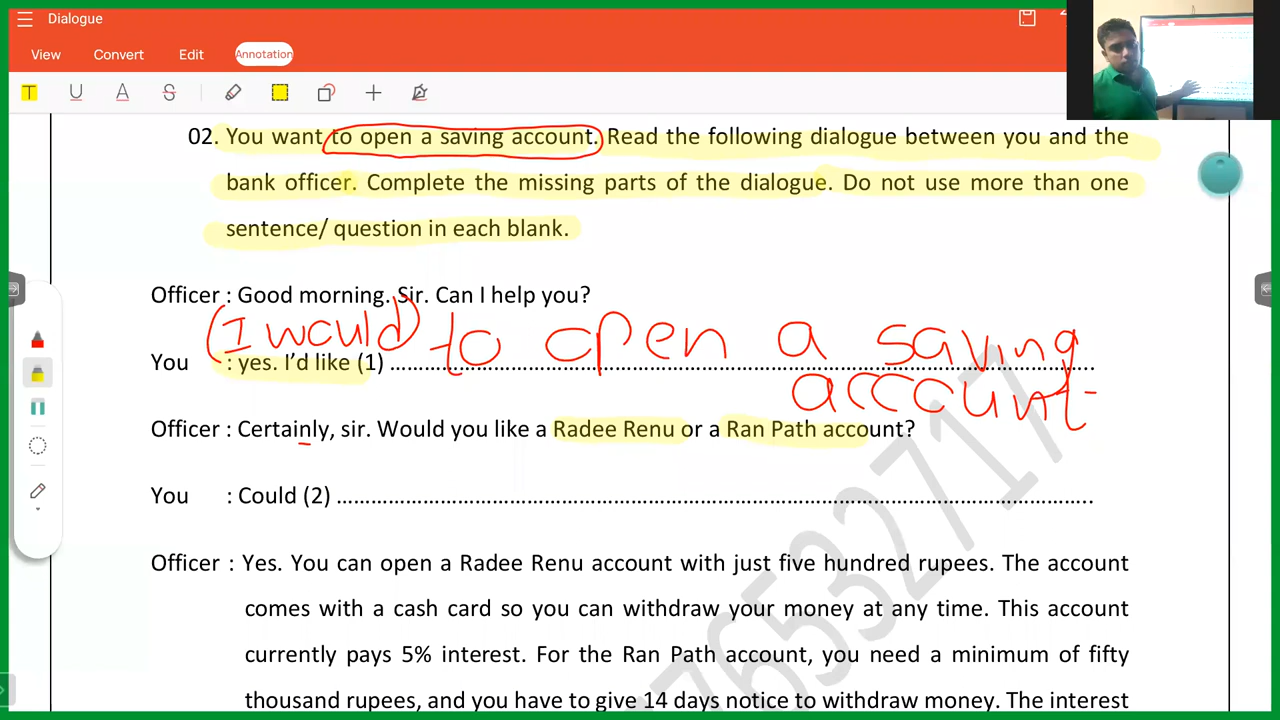 Dialogue
View Convert Edit Annotation
02. You want to open a saving account. Read the following dialogue between you and the
bank officer. Complete the missing parts of the dialogue. Do not use more than one
sentence/ question in each blank.
Officer : Good morning. Sir. Can I help you?
(I would) to open a saving
You : yes. I'd like (1) ……………………………………………………………………………………..
account
Officer : Certainly, sir. Would you like a Radee Renu or a Ran Path account?
You : Could (2) ……………………………………………………………………………………………..
Officer : Yes. You can open a Radee Renu account with just five hundred rupees. The account
comes with a cash card so you can withdraw your money at any time. This account
currently pays 5% interest. For the Ran Path account, you need a minimum of fifty
thousand rupees, and you have to give 14 days notice to withdraw money. The interest